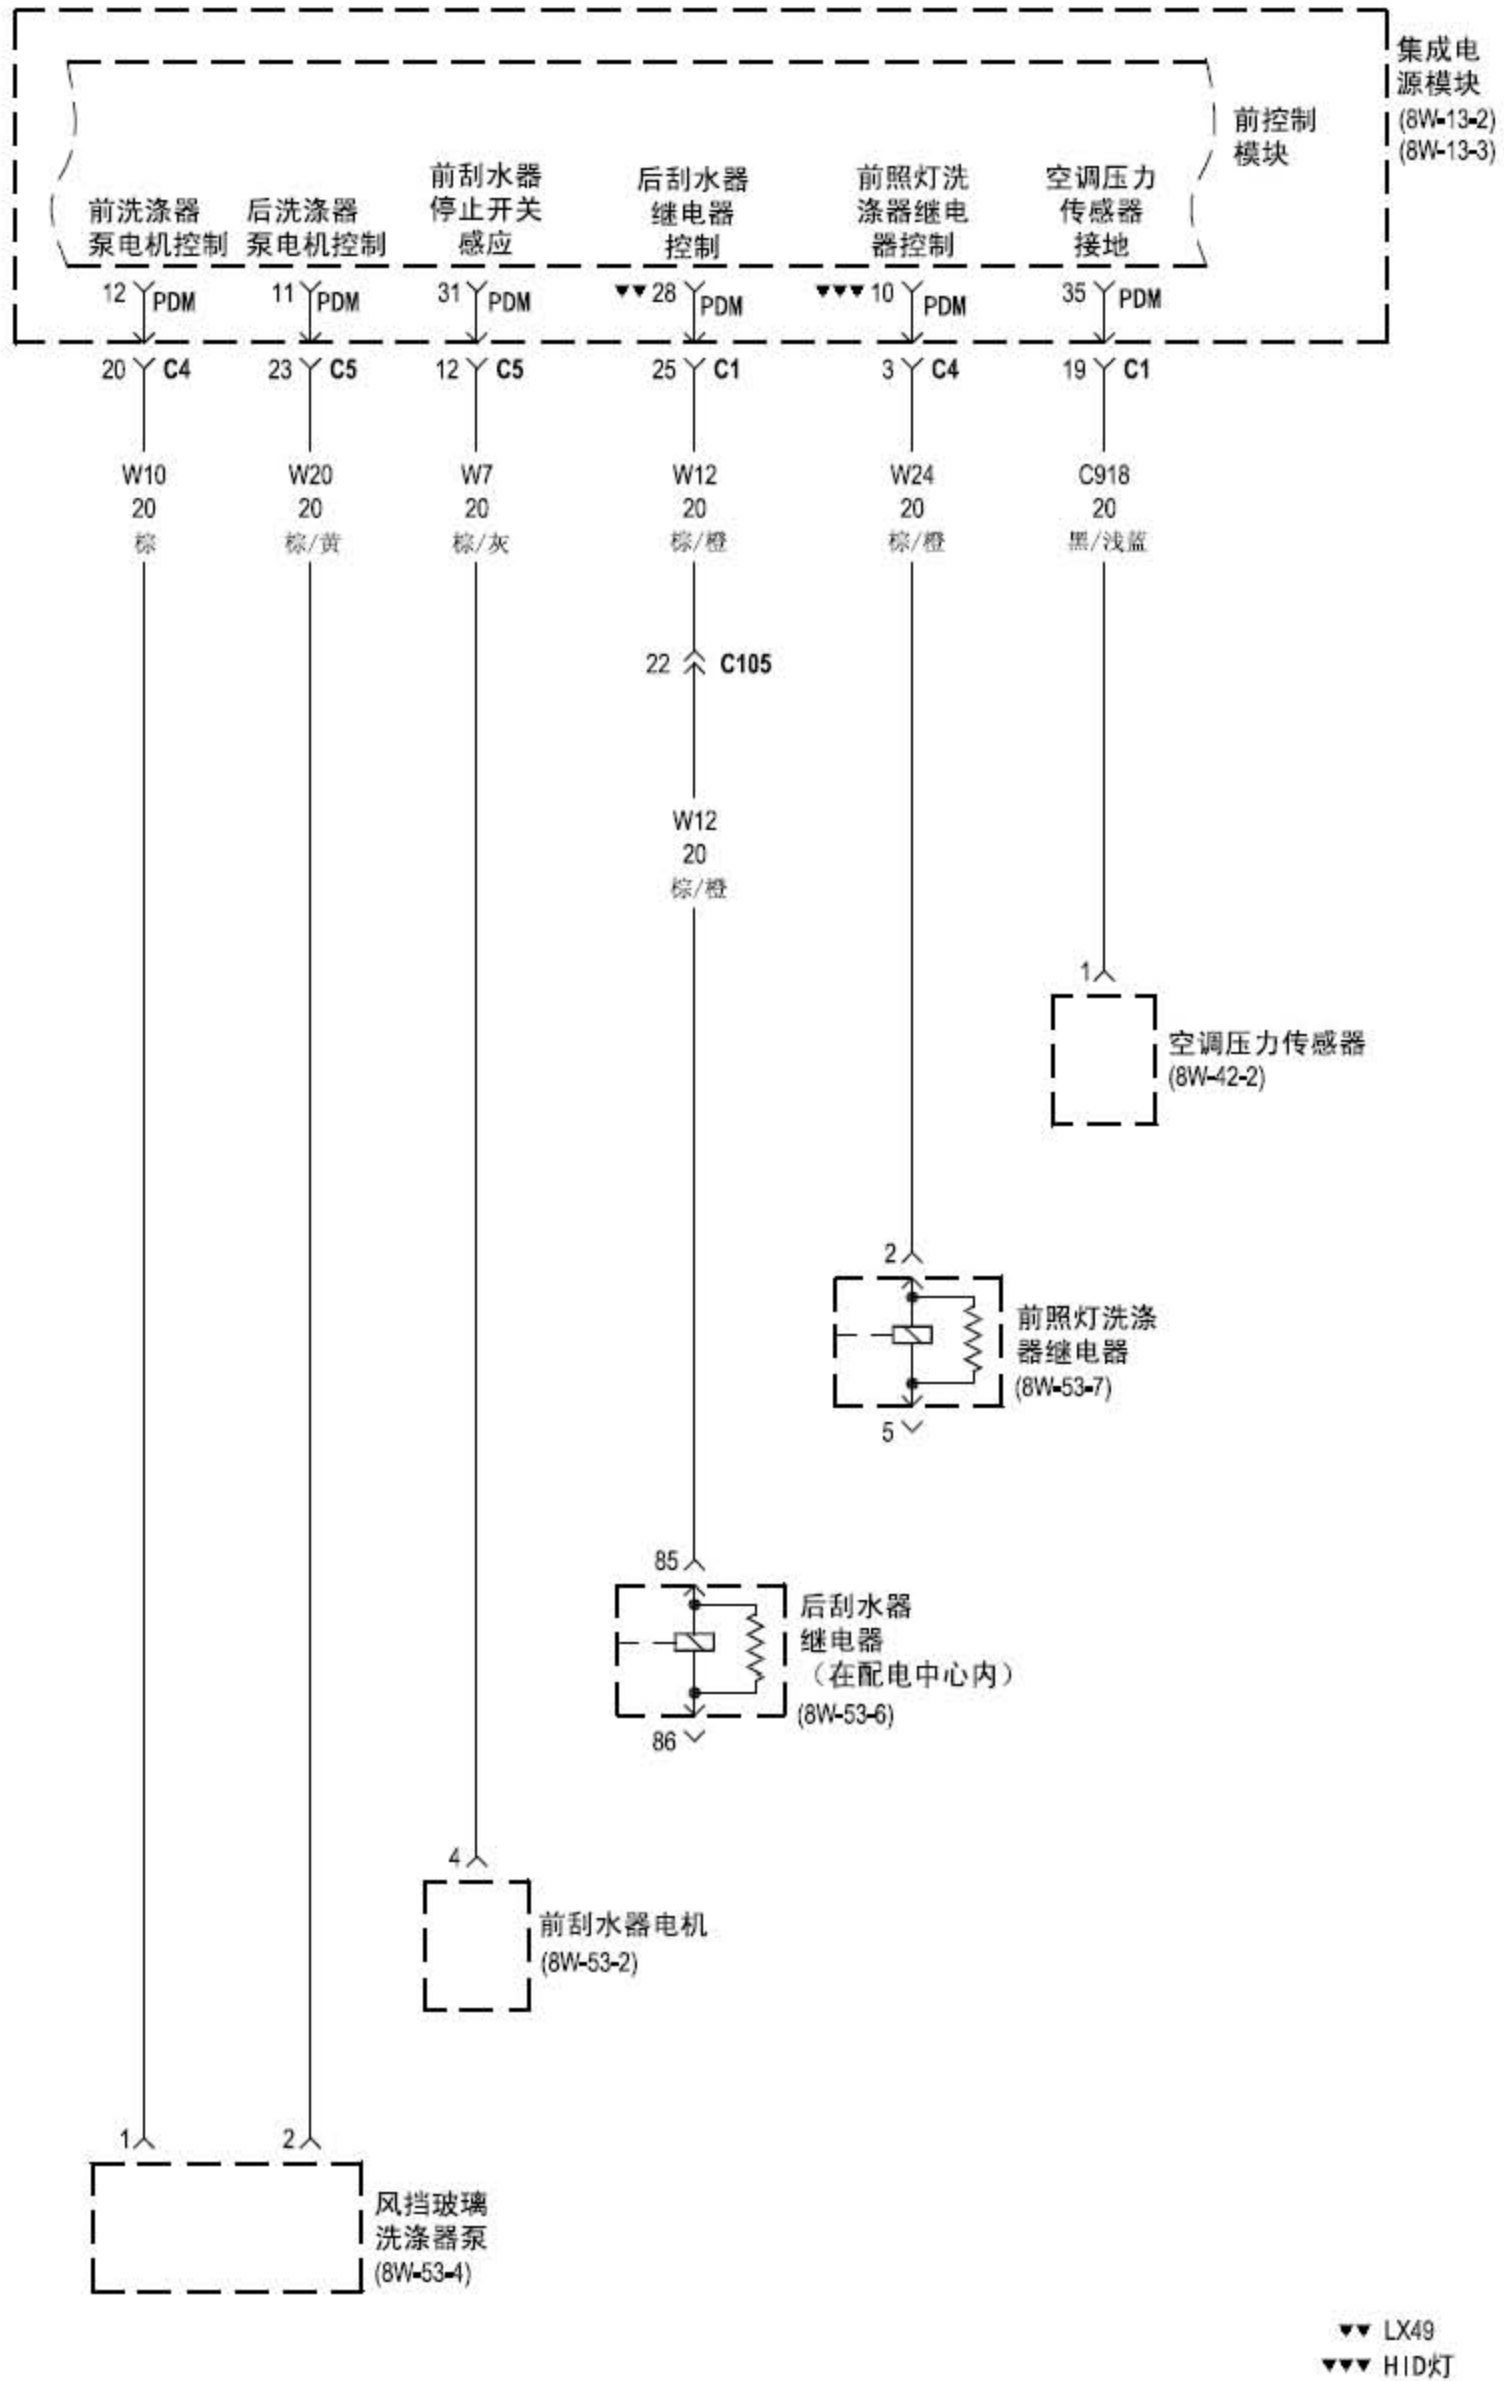 集成电
源模块
(8W-13-2)
(8W-13-3)
前控制
模块
前洗涤器
泵电机控制
后洗涤器
泵电机控制
前刮水器
停止开关
感应
后刮水器
继电器
控制
前照灯洗
涤器继电
器控制
空调压力
传感器
接地
12 PDM
11 PDM
31 PDM
▼▼ 28 PDM
▼▼▼ 10 PDM
35 PDM
20 C4
23 C5
12 C5
25 C1
3 C4
19 C1
W10
20
棕
W20
20
棕/黄
W7
20
棕/灰
W12
20
棕/橙
W24
20
棕/橙
C918
20
黑/浅蓝
22 C105
W12
20
棕/橙
1
空调压力传感器
(8W-42-2)
2
前照灯洗涤
器继电器
(8W-53-7)
5
85
后刮水器
继电器
（在配电中心内）
(8W-53-6)
86
4
前刮水器电机
(8W-53-2)
1
2
风挡玻璃
洗涤器泵
(8W-53-4)
▼▼ LX49
▼▼▼ HID灯